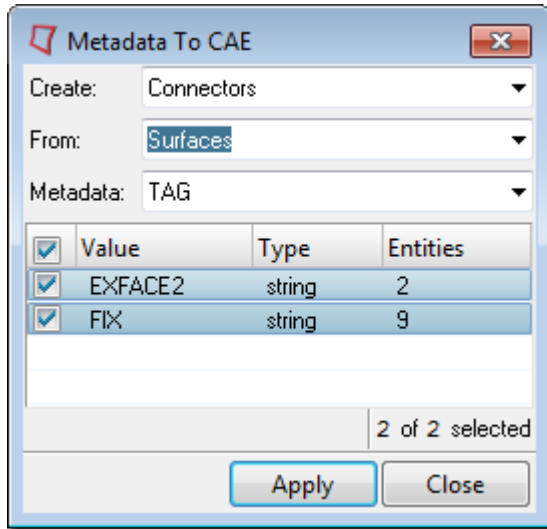 Metadata To CAE
Create: Connectors
From: Surfaces
Metadata: TAG
Value Type Entities
EXFACE2 string 2
FIX string 9
2 of 2 selected
Apply Close